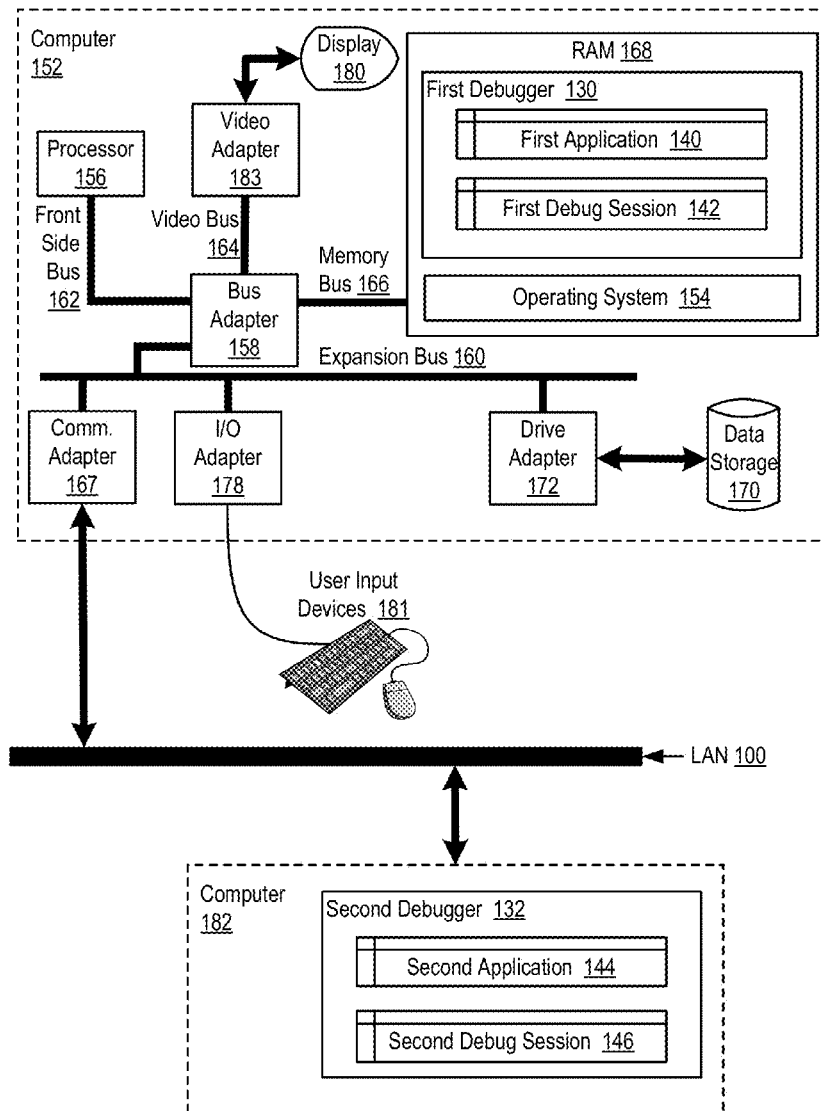 Computer
152
Display
180
RAM 168
First Debugger 130
First Application 140
First Debug Session 142
Operating System 154
Video
Adapter
183
Processor
156
Front
Side
Bus
162
Video Bus
164
Memory
Bus 166
Bus
Adapter
158
Expansion Bus 160
Comm.
Adapter
167
I/O
Adapter
178
Drive
Adapter
172
Data
Storage
170
User Input
Devices 181
LAN 100
Computer
182
Second Debugger 132
Second Application 144
Second Debug Session 146